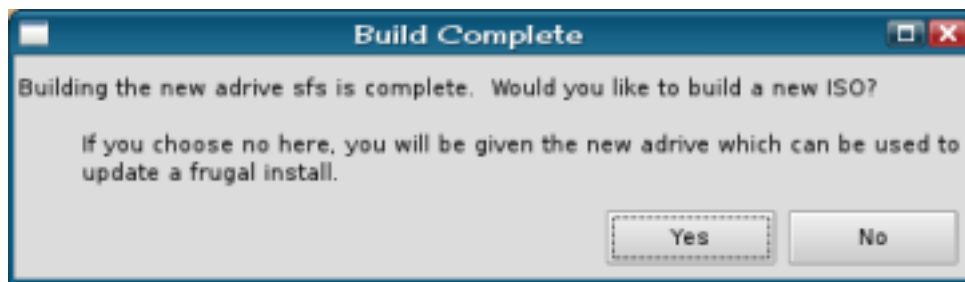 Build Complete
Building the new adrive sfs is complete. Would you like to build a new ISO?
If you choose no here, you will be given the new adrive which can be used to
update a frugal install.
Yes No